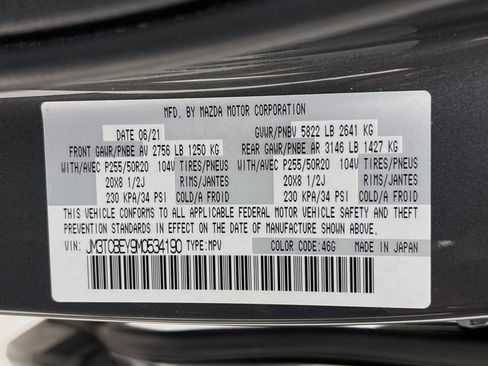 MFD. BY MAZDA MOTOR CORPORATION
DATE 06/21 GVWR/PNBV 5822 LB 2641 KG
FRONT GAWR/PNBE AV 2756 LB 1250 KG REAR GAWR/PNBE AR 3146 LB 1427 KG
WITH/AVEC P255/50R20 104V TIRES/PNEUS WITH/AVEC P255/50R20 104V TIRES/PNEUS
20X8 1/2J RIMS/JANTES 20X8 1/2J RIMS/JANTES
230 KPA/34 PSI COLD/A FROID 230 KPA/34 PSI COLD/A FROID
THIS VEHICLE CONFORMS TO ALL APPLICABLE FEDERAL MOTOR VEHICLE SAFETY AND THEFT
PREVENTION STANDARDS IN EFFECT ON THE DATE OF MANUFACTURE SHOWN ABOVE.
VIN: JM3TCBEY9M0534190 TYPE:MPV COLOR CODE:46G MADE IN JAPAN